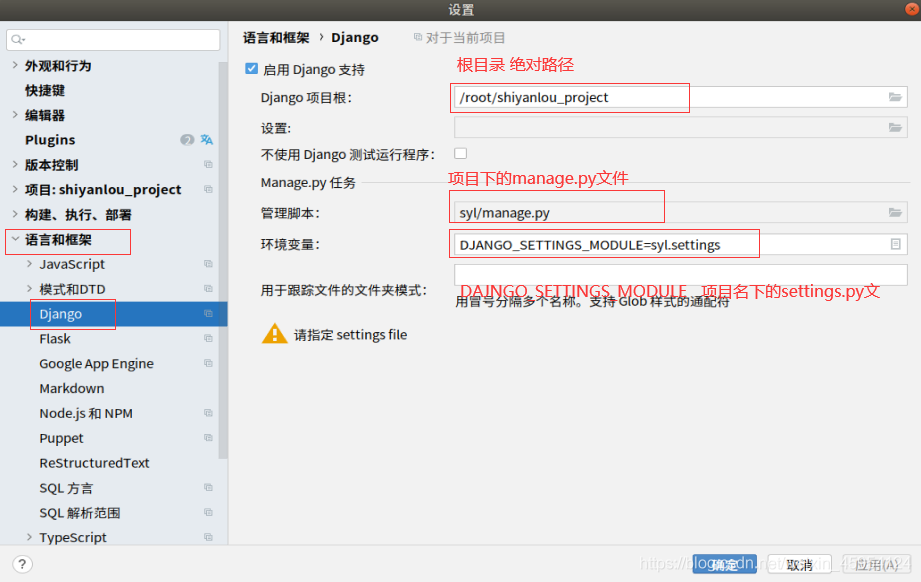 设置
外观和行为
快捷键
编辑器
Plugins 2
版本控制
项目: shiyanlou_project
构建、执行、部署
语言和框架
JavaScript
模式和DTD
Django
Flask
Google App Engine
Markdown
Node.js 和 NPM
Puppet
ReStructuredText
SQL 方言
SQL 解析范围
TypeScript
语言和框架 › Django 对于当前项目
启用 Django 支持
根目录 绝对路径
Django 项目根: /root/shiyanlou_project
设置:
不使用 Django 测试运行程序:
Manage.py 任务
项目下的manage.py文件
管理脚本: syl/manage.py
环境变量: DJANGO_SETTINGS_MODULE=syl.settings
用于跟踪文件的文件夹模式:
DAINGO_SETTINGS_MODULE 项目名下的settings.py文
用冒号分隔多个名称。支持 Glob 样式的通配符
请指定 settings file
?
确定 取消 应用(A)